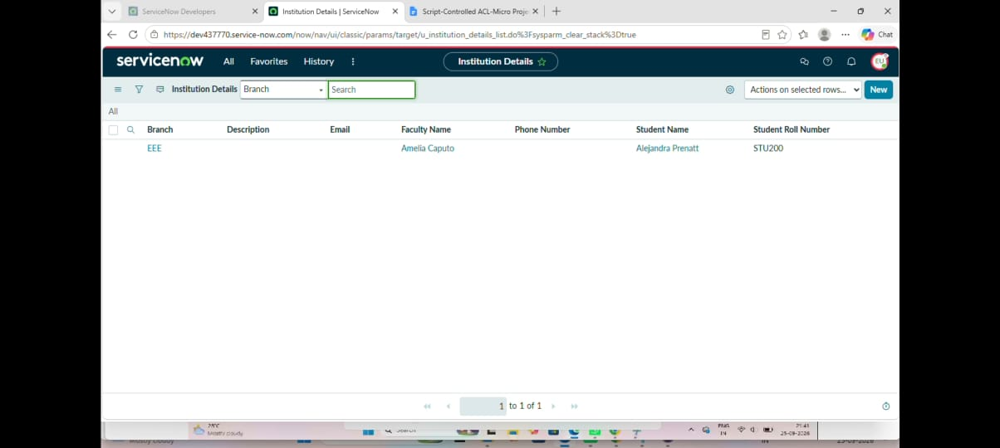 ServiceNow Developers
Institution Details | ServiceNow
Script-Controlled ACL-Micro Proje
https://dev437770.service-now.com/now/nav/ui/classic/params/target/u_institution_details_list.do%3Fsysparm_clear_stack%3Dtrue
Chat
servicenow All Favorites History Institution Details EU
Institution Details Branch Search Actions on selected rows... New
All
Branch Description Email Faculty Name Phone Number Student Name Student Roll Number
EEE Amelia Caputo Alejandra Prenatt STU200
1 to 1 of 1
Mostly cloudy
ENG 21:41
IN 25-09-2026